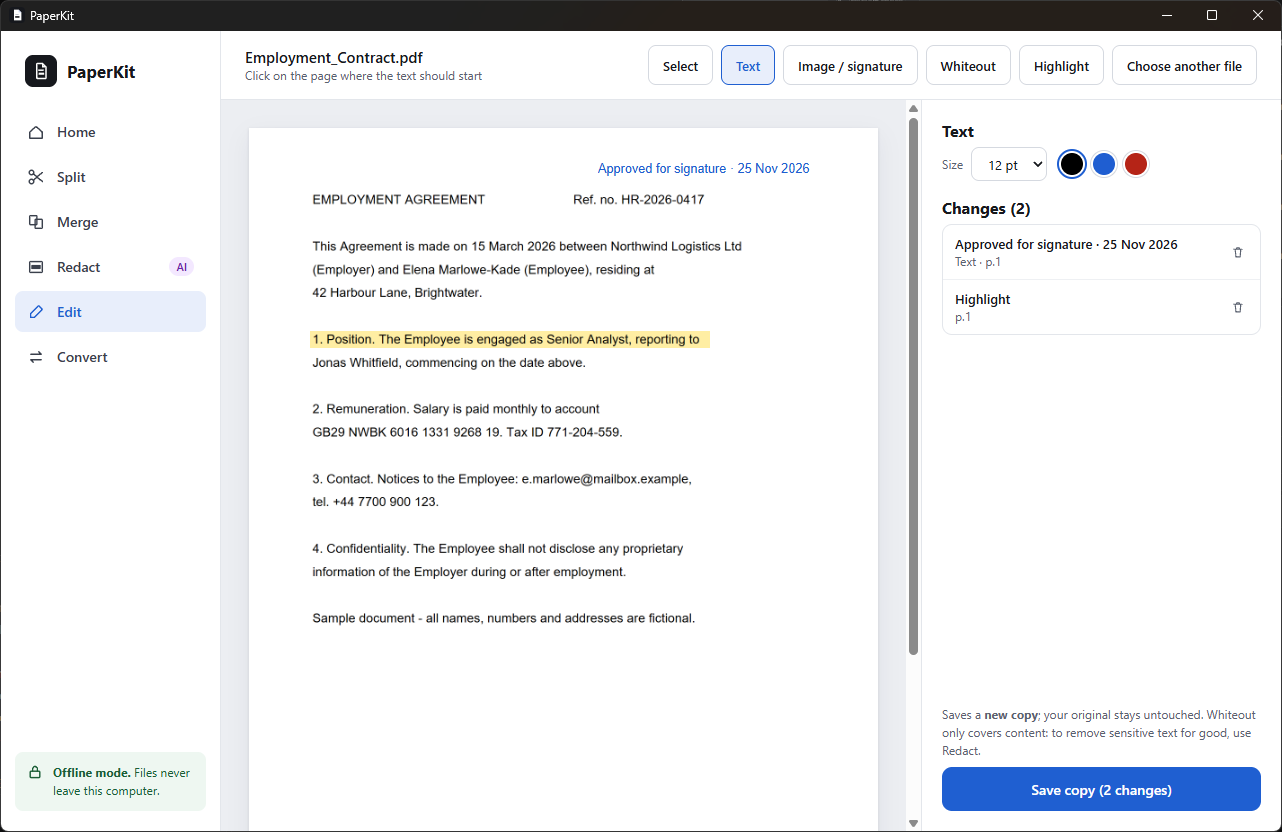 PaperKit
PaperKit
Home
Split
Merge
Redact AI
Edit
Convert
Offline mode. Files never
leave this computer.
Employment_Contract.pdf
Click on the page where the text should start
Select Text Image / signature Whiteout Highlight Choose another file
Approved for signature · 25 Nov 2026
EMPLOYMENT AGREEMENT Ref. no. HR-2026-0417
This Agreement is made on 15 March 2026 between Northwind Logistics Ltd
(Employer) and Elena Marlowe-Kade (Employee), residing at
42 Harbour Lane, Brightwater.
1. Position. The Employee is engaged as Senior Analyst, reporting to
Jonas Whitfield, commencing on the date above.
2. Remuneration. Salary is paid monthly to account
GB29 NWBK 6016 1331 9268 19. Tax ID 771-204-559.
3. Contact. Notices to the Employee: e.marlowe@mailbox.example,
tel. +44 7700 900 123.
4. Confidentiality. The Employee shall not disclose any proprietary
information of the Employer during or after employment.
Sample document - all names, numbers and addresses are fictional.
Text
Size 12 pt
Changes (2)
Approved for signature · 25 Nov 2026
Text · p.1
Highlight
p.1
Saves a new copy; your original stays untouched. Whiteout
only covers content: to remove sensitive text for good, use
Redact.
Save copy (2 changes)